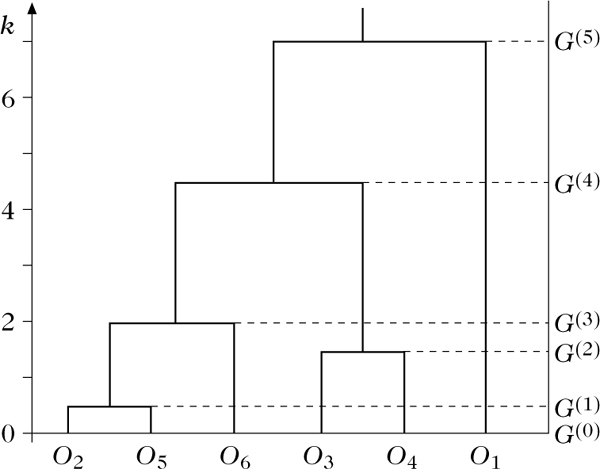 k
G^(5)
6
G^(4)
4
G^(3)
2
G^(2)
G^(1)
0
G^(0)
O₂ O₅ O₆ O₃ O₄ O₁